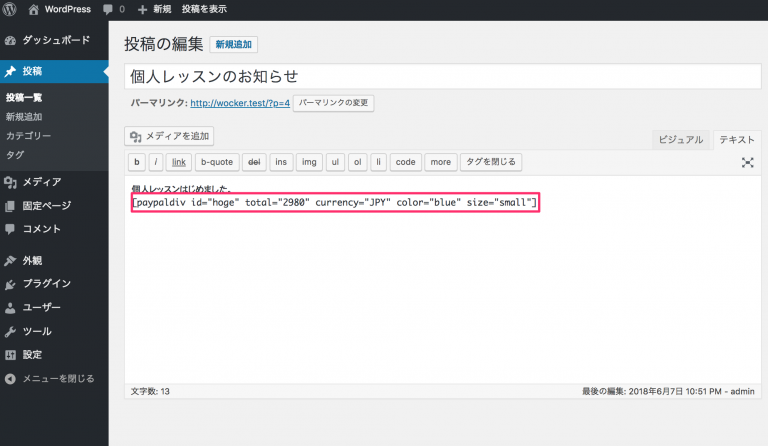 WordPress 0 + 新規 投稿を表示
ダッシュボード
投稿
投稿一覧
新規追加
カテゴリー
タグ
メディア
固定ページ
コメント
外観
プラグイン
ユーザー
ツール
設定
メニューを閉じる
投稿の編集 新規追加
個人レッスンのお知らせ
パーマリンク: http://wocker.test/?p=4 パーマリンクの変更
メディアを追加
ビジュアル テキスト
b i link b-quote del ins img ul ol li code more タグを閉じる
個人レッスンはじめました。
[paypaldiv id="hoge" total="2980" currency="JPY" color="blue" size="small"]
文字数: 13 最後の編集: 2018年6月7日 10:51 PM – admin